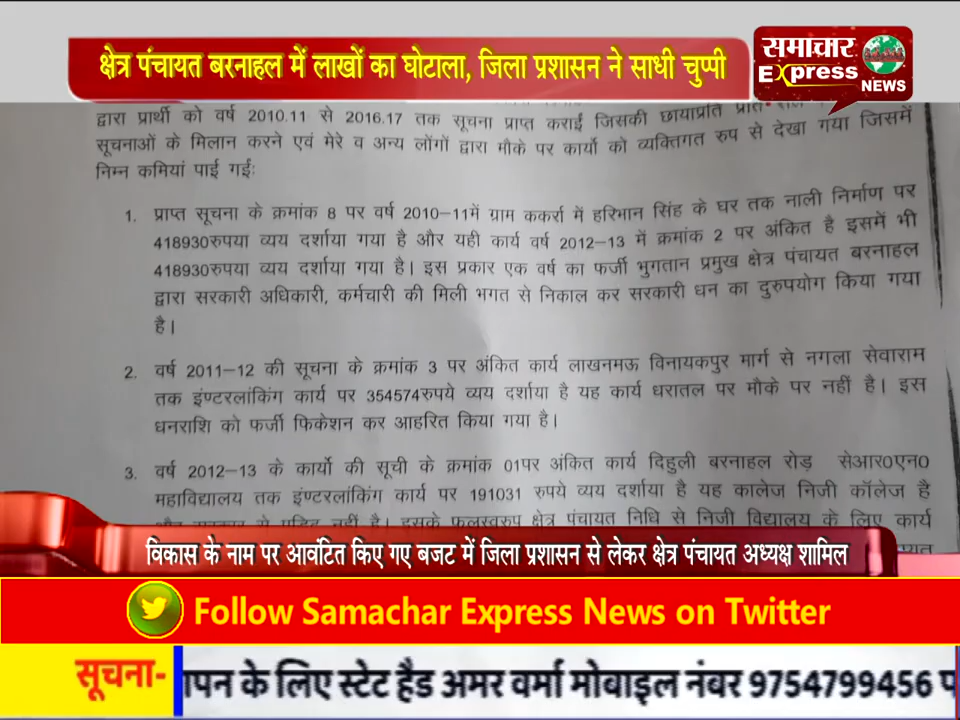 क्षेत्र पंचायत बरनाहल में लाखों का घोटाला, जिला प्रशासन ने साधी चुप्पी
समाचार
Express
NEWS
द्वारा प्रार्थी को वर्ष 2010.11 से 2016.17 तक सूचना प्राप्त कराई जिसकी छायाप्रति प्रति
सूचनाओं के मिलान करने एवं मेरे व अन्य लोंगों द्वारा मौके पर कार्यो को व्यक्तिगत रुप से देखा गया जिसमें
निम्न कमियां पाई गईः
1. प्राप्त सूचना के क्रमांक 8 पर वर्ष 2010–11में ग्राम ककर्रा में हरिभान सिंह के घर तक नाली निर्माण पर
418930रुपया व्यय दर्शाया गया है और यही कार्य वर्ष 2012–13 में क्रमांक 2 पर अंकित है इसमें भी
418930रुपया व्यय दर्शाया गया है। इस प्रकार एक वर्ष का फर्जी भुगतान प्रमुख क्षेत्र पंचायत बरनाहल
द्वारा सरकारी अधिकारी, कर्मचारी की मिली भगत से निकाल कर सरकारी धन का दुरुपयोग किया गया
है।
2. वर्ष 2011–12 की सूचना के क्रमांक 3 पर अंकित कार्य लाखनमऊ विनायकपुर मार्ग से नगला सेवाराम
तक इंण्टरलांकिंग कार्य पर 354574रुपये व्यय दर्शाया है यह कार्य धरातल पर मौके पर नहीं है। इस
धनराशि को फर्जी फिकेशन कर आहरित किया गया है।
3. वर्ष 2012–13 के कार्यो की सूची के क्रमांक 01पर अंकित कार्य दिहुली बरनाहल रोड़ सेआर0एन0
महाविद्यालय तक इंण्टरलांकिंग कार्य पर 191031 रुपये व्यय दर्शाया है यह कालेज निजी कॉलेज है
नहीं है। इसके फलस्वरुप क्षेत्र पंचायत निधि से निजी विद्यालय के लिए कार्य
विकास के नाम पर आवंटित किए गए बजट में जिला प्रशासन से लेकर क्षेत्र पंचायत अध्यक्ष शामिल
Follow Samachar Express News on Twitter
सूचना- ापन के लिए स्टेट हैड अमर वर्मा मोबाइल नंबर 9754799456 प